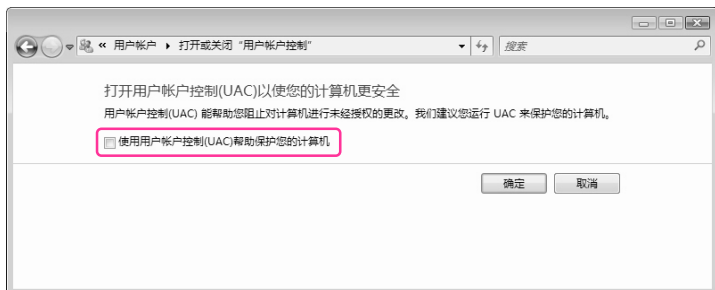 « 用户帐户 ▸ 打开或关闭“用户帐户控制” 搜索
打开用户帐户控制(UAC)以使您的计算机更安全
用户帐户控制(UAC) 能帮助您阻止对计算机进行未经授权的更改。我们建议您运行 UAC 来保护您的计算机。
使用用户帐户控制(UAC)帮助保护您的计算机
确定 取消